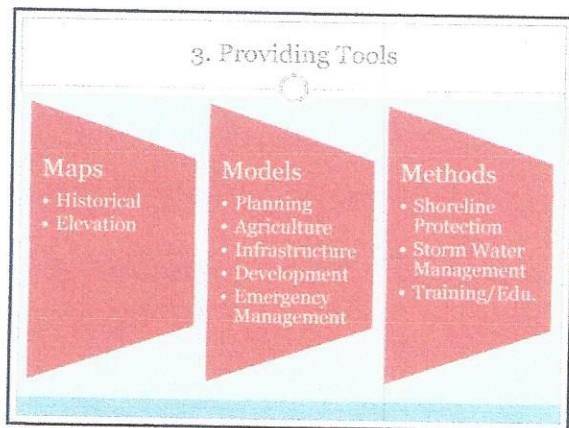 3. Providing Tools
Maps
• Historical
• Elevation
Models
• Planning
• Agriculture
• Infrastructure
• Development
• Emergency
Management
Methods
• Shoreline
Protection
• Storm Water
Management
• Training/Edu.